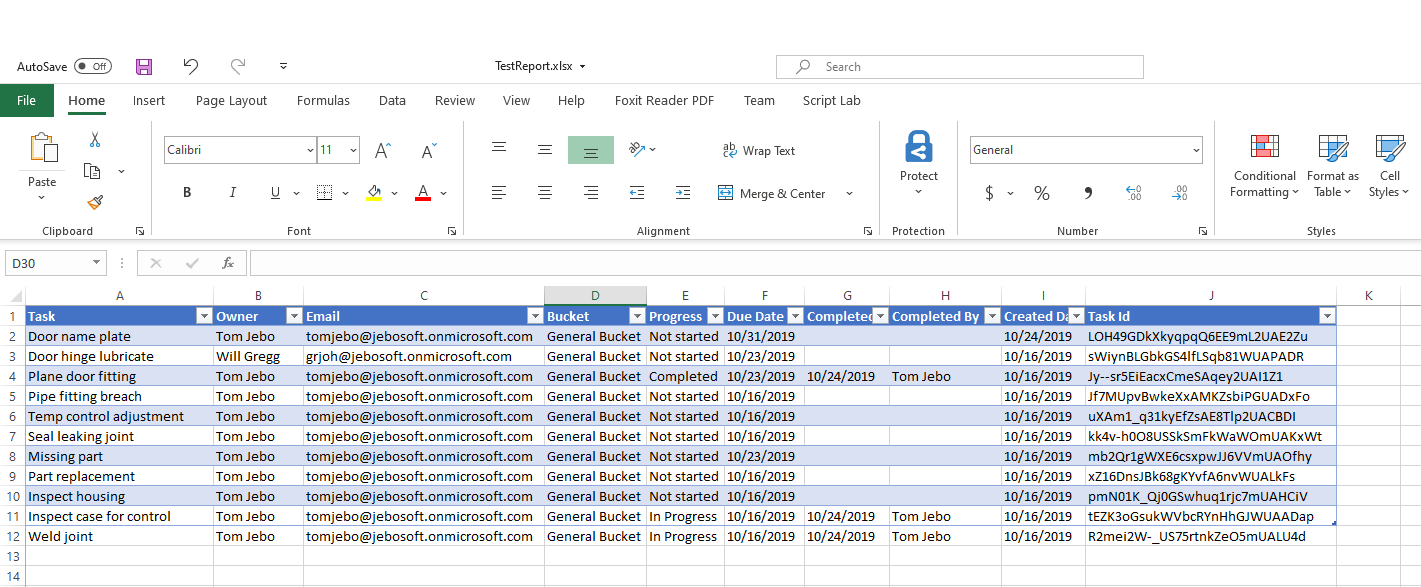 AutoSave Off TestReport.xlsx Search
File Home Insert Page Layout Formulas Data Review View Help Foxit Reader PDF Team Script Lab
Paste Calibri 11 A A ab Wrap Text Protect General Conditional Formatting Format as Table Cell Styles
B I U A Merge & Center $ % 9 .00 .00
Clipboard Font Alignment Protection Number Styles
D30 fx
A B C D E F G H I J K
1 Task Owner Email Bucket Progress Due Date Completed Completed By Created Da Task Id
2 Door name plate Tom Jebo tomjebo@jebosoft.onmicrosoft.com General Bucket Not started 10/31/2019 10/24/2019 LOH49GDkXkyqpqQ6EE9mL2UAE2Zu
3 Door hinge lubricate Will Gregg grjoh@jebosoft.onmicrosoft.com General Bucket Not started 10/23/2019 10/16/2019 sWiynBLGbkGS4lfLSqb81WUAPADR
4 Plane door fitting Tom Jebo tomjebo@jebosoft.onmicrosoft.com General Bucket Completed 10/23/2019 10/24/2019 Tom Jebo 10/16/2019 Jy--sr5EiEacxCmeSAqey2UAI1Z1
5 Pipe fitting breach Tom Jebo tomjebo@jebosoft.onmicrosoft.com General Bucket Not started 10/16/2019 10/16/2019 Jf7MUpvBwkeXxAMKZsbiPGUADxFo
6 Temp control adjustment Tom Jebo tomjebo@jebosoft.onmicrosoft.com General Bucket Not started 10/16/2019 10/16/2019 uXAm1_q31kyEfZsAE8Tlp2UACBDI
7 Seal leaking joint Tom Jebo tomjebo@jebosoft.onmicrosoft.com General Bucket Not started 10/16/2019 10/16/2019 kk4v-h0O8USSkSmFkWaWOmUAKxWt
8 Missing part Tom Jebo tomjebo@jebosoft.onmicrosoft.com General Bucket Not started 10/23/2019 10/16/2019 mb2Qr1gWXE6csxpwJJ6VVmUAOfhy
9 Part replacement Tom Jebo tomjebo@jebosoft.onmicrosoft.com General Bucket Not started 10/16/2019 10/16/2019 xZ16DnsJBk68gKYvfA6nvWUALkFs
10 Inspect housing Tom Jebo tomjebo@jebosoft.onmicrosoft.com General Bucket Not started 10/16/2019 10/16/2019 pmN01K_Qj0GSwhuq1rjc7mUAHCiV
11 Inspect case for control Tom Jebo tomjebo@jebosoft.onmicrosoft.com General Bucket In Progress 10/16/2019 10/24/2019 Tom Jebo 10/16/2019 tEZK3oGsukWVbcRYnHhGJWUAADap
12 Weld joint Tom Jebo tomjebo@jebosoft.onmicrosoft.com General Bucket In Progress 10/16/2019 10/24/2019 Tom Jebo 10/16/2019 R2mei2W-_US75rtnkZeO5mUALU4d
13
14